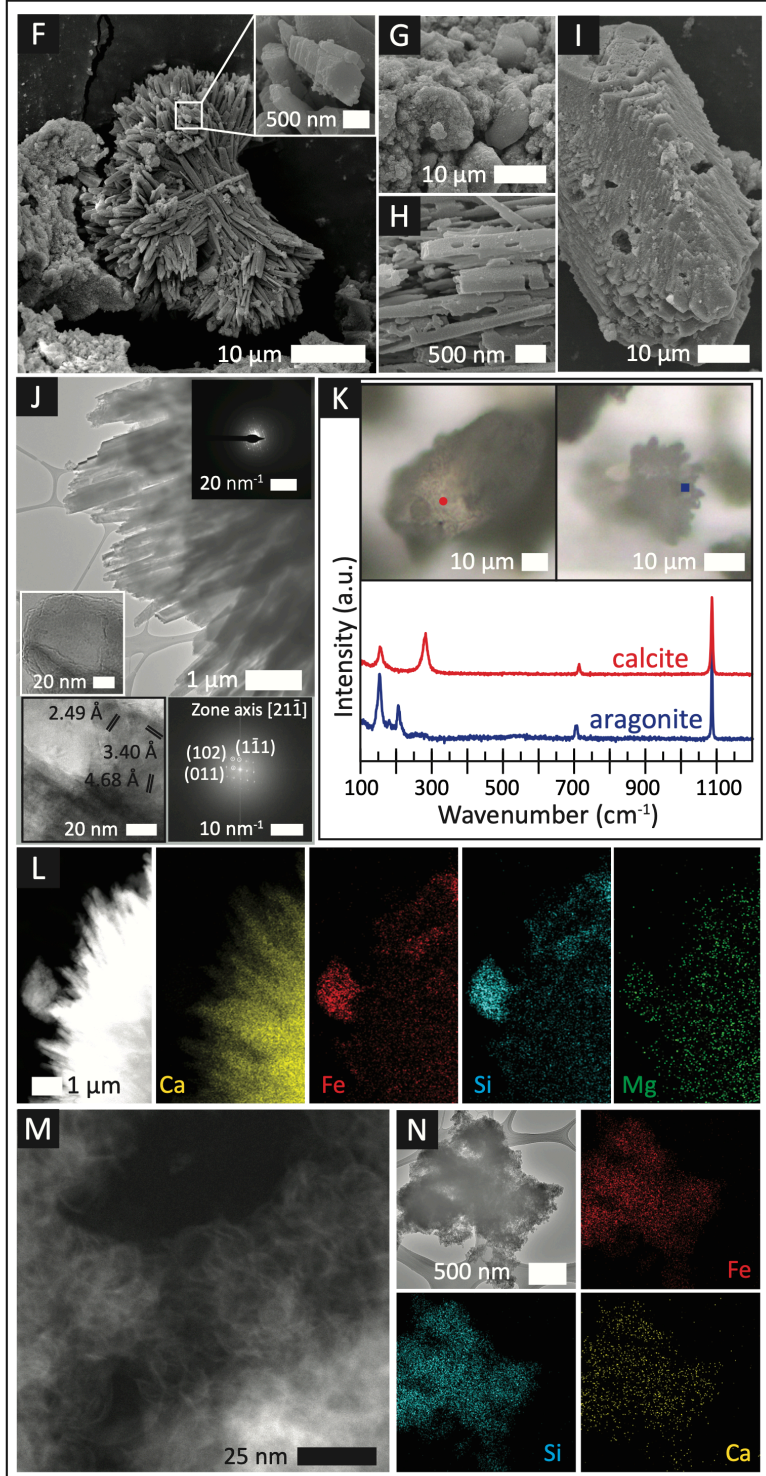 F
500 nm
10 µm
G
10 µm
H
500 nm
I
10 µm
J
20 nm-1
1 µm
20 nm
2.49 Å
3.40 Å
4.68 Å
20 nm
Zone axis [211̄]
(102) (11̄1)
(011)
10 nm-1
K
10 µm
10 µm
Intensity (a.u.)
calcite
aragonite
100 300 500 700 900 1100
Wavenumber (cm-1)
L
1 µm
Ca
Fe
Si
Mg
M
25 nm
N
500 nm
Fe
Si
Ca